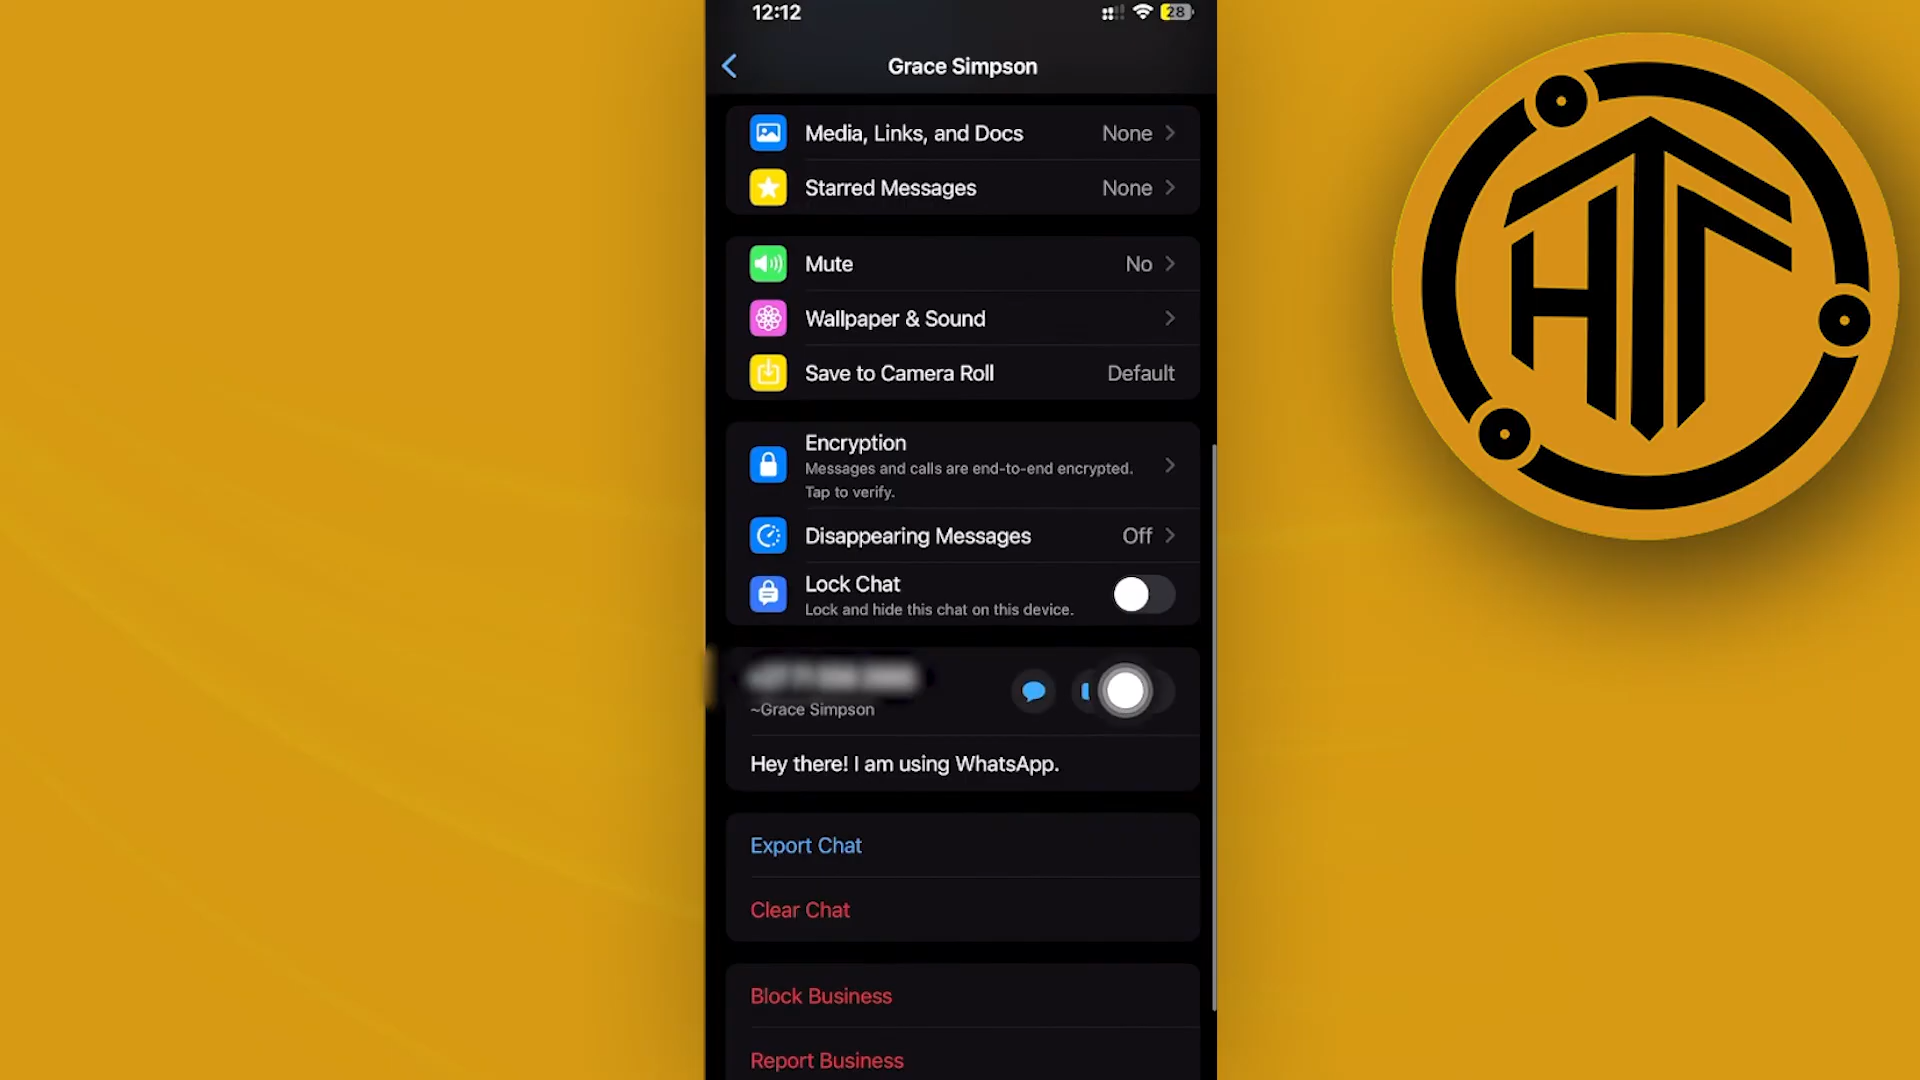 12:12
28
Grace Simpson
Media, Links, and Docs
None
Starred Messages
None
Mute
No
Wallpaper & Sound
Save to Camera Roll
Default
Encryption
Messages and calls are end-to-end encrypted.
Tap to verify.
Disappearing Messages
Off
Lock Chat
Lock and hide this chat on this device.
~Grace Simpson
Hey there! I am using WhatsApp.
Export Chat
Clear Chat
Block Business
Report Business
HT